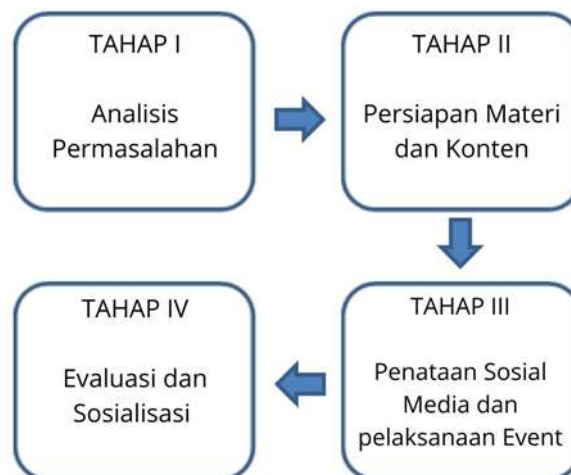 TAHAP I
Analisis
Permasalahan
TAHAP II
Persiapan Materi
dan Konten
TAHAP III
Penataan Sosial
Media dan
pelaksanaan Event
TAHAP IV
Evaluasi dan
Sosialisasi